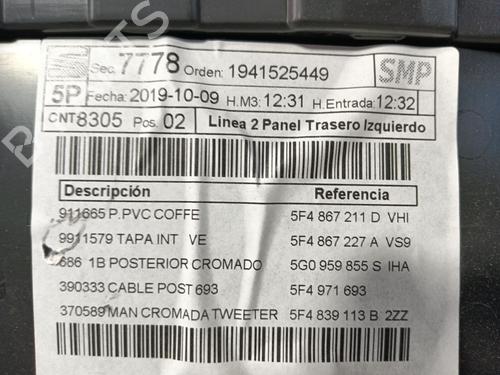 Sec. 7778 Orden: 1941525449 SMP
5P Fecha: 2019-10-09 H.M3: 12:31 H.Entrada: 12:32
CNT8305 Pos. 02 Linea 2 Panel Trasero Izquierdo
Descripción Referencia
911665 P.PVC COFFE 5F4 867 211 D VHI
9911579 TAPA INT VE 5F4 867 227 A VS9
686 1B POSTERIOR CROMADO 5G0 959 855 S IHA
390333 CABLE POST 693 5F4 971 693
370589 MAN CROMADA TWEETER 5F4 839 113 B 2ZZ